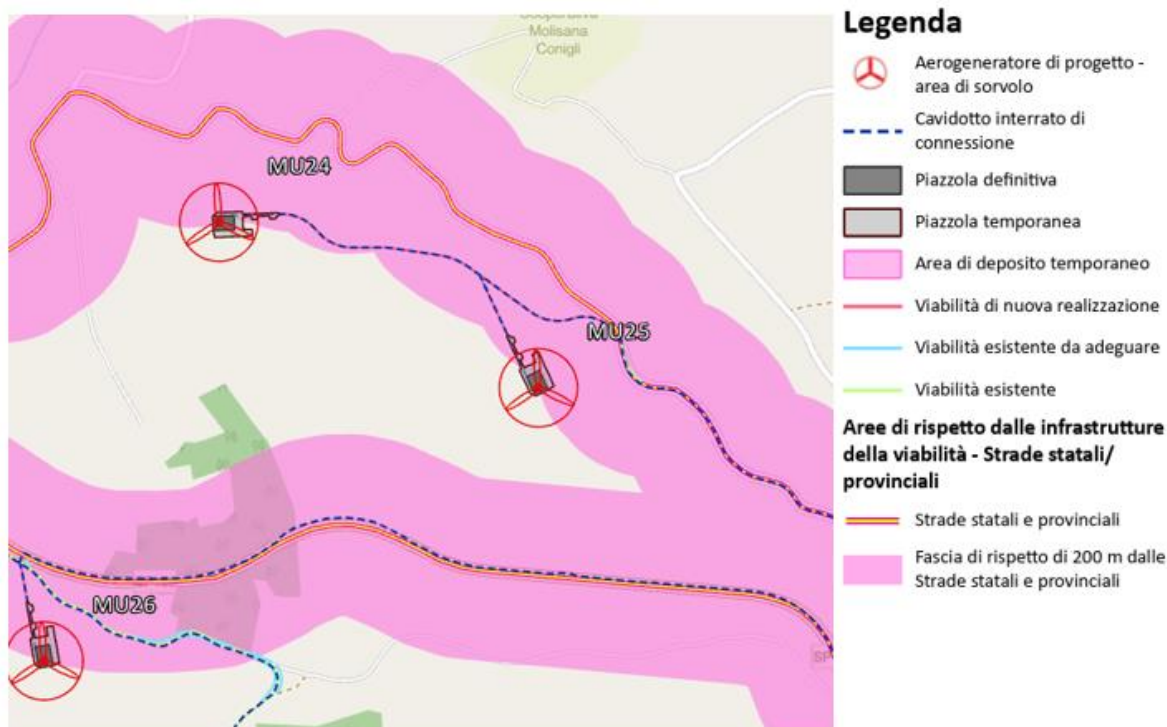 Cooperativa
Molisana
Conigli
MU24
MU25
MU26
SP
Legenda
Aerogeneratore di progetto -
area di sorvolo
Cavidotto interrato di
connessione
Piazzola definitiva
Piazzola temporanea
Area di deposito temporaneo
Viabilità di nuova realizzazione
Viabilità esistente da adeguare
Viabilità esistente
Aree di rispetto dalle infrastrutture
della viabilità - Strade statali/
provinciali
Strade statali e provinciali
Fascia di rispetto di 200 m dalle
Strade statali e provinciali